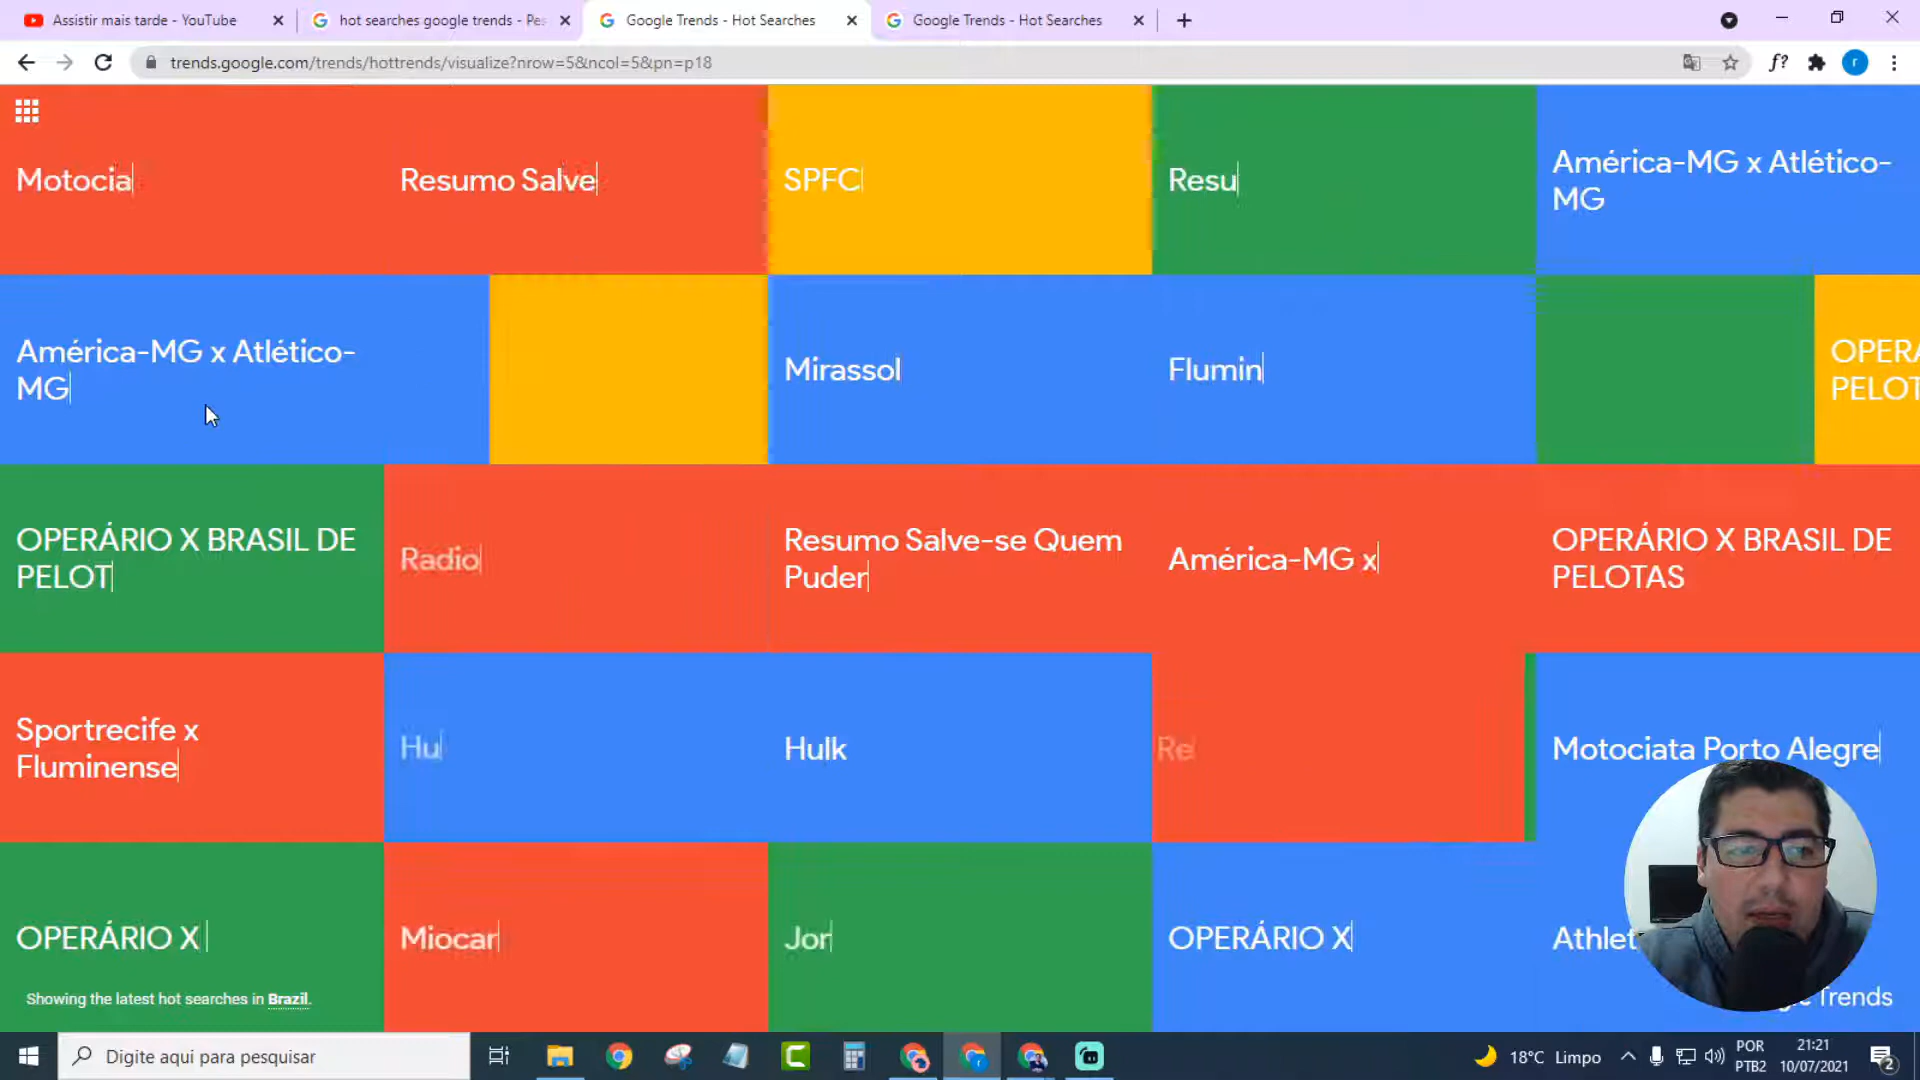 Assistir mais tarde - YouTube
hot searches google trends - Pes
Google Trends - Hot Searches
Google Trends - Hot Searches
trends.google.com/trends/hottrends/visualize?nrow=5&ncol=5&pn=p18
f?
r
Motocia
Resumo Salve
SPFC
Resu
América-MG x Atlético-
MG
América-MG x Atlético-
MG
Mirassol
Flumin
OPERÁ
PELOT
OPERÁRIO X BRASIL DE
PELOT
Radio
Resumo Salve-se Quem
Puder
América-MG x
OPERÁRIO X BRASIL DE
PELOTAS
Sportrecife x
Fluminense
Hu
Hulk
Re
Motociata Porto Alegre
OPERÁRIO X
Miocar
Jor
OPERÁRIO X
Athlet
Showing the latest hot searches in Brazil.
Trends
Digite aqui para pesquisar
18°C Limpo
POR
PTB2
21:21
10/07/2021
2